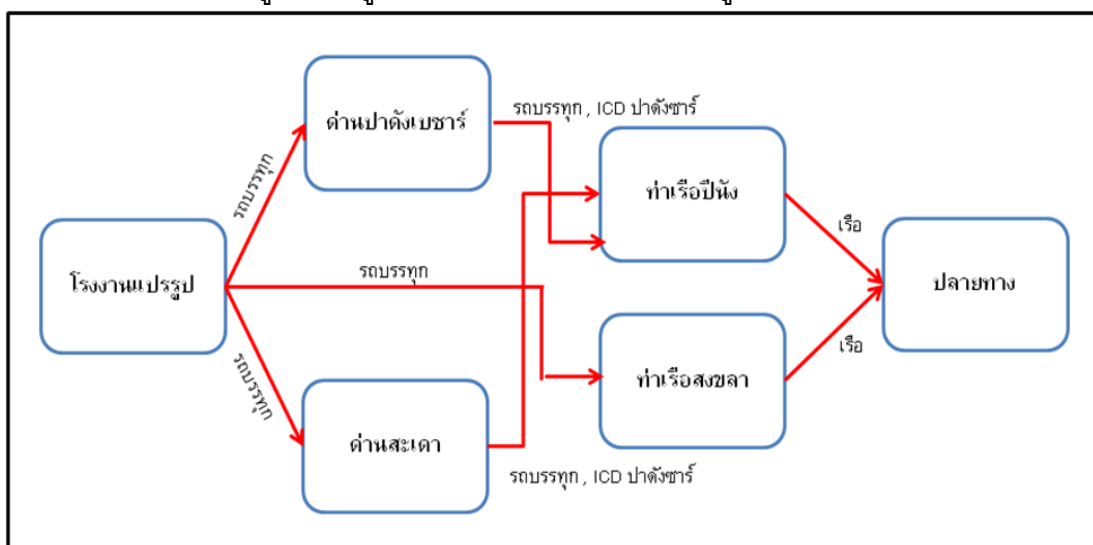 ด่านปาดังเบซาร์
รถบรรทุก , ICD ปาดังซาร์
รถบรรทุก
ท่าเรือปีนัง
เรือ
โรงงานแปรรูป
รถบรรทุก
ปลายทาง
ท่าเรือสงขลา
เรือ
รถบรรทุก
ด่านสะเดา
รถบรรทุก , ICD ปาดังซาร์